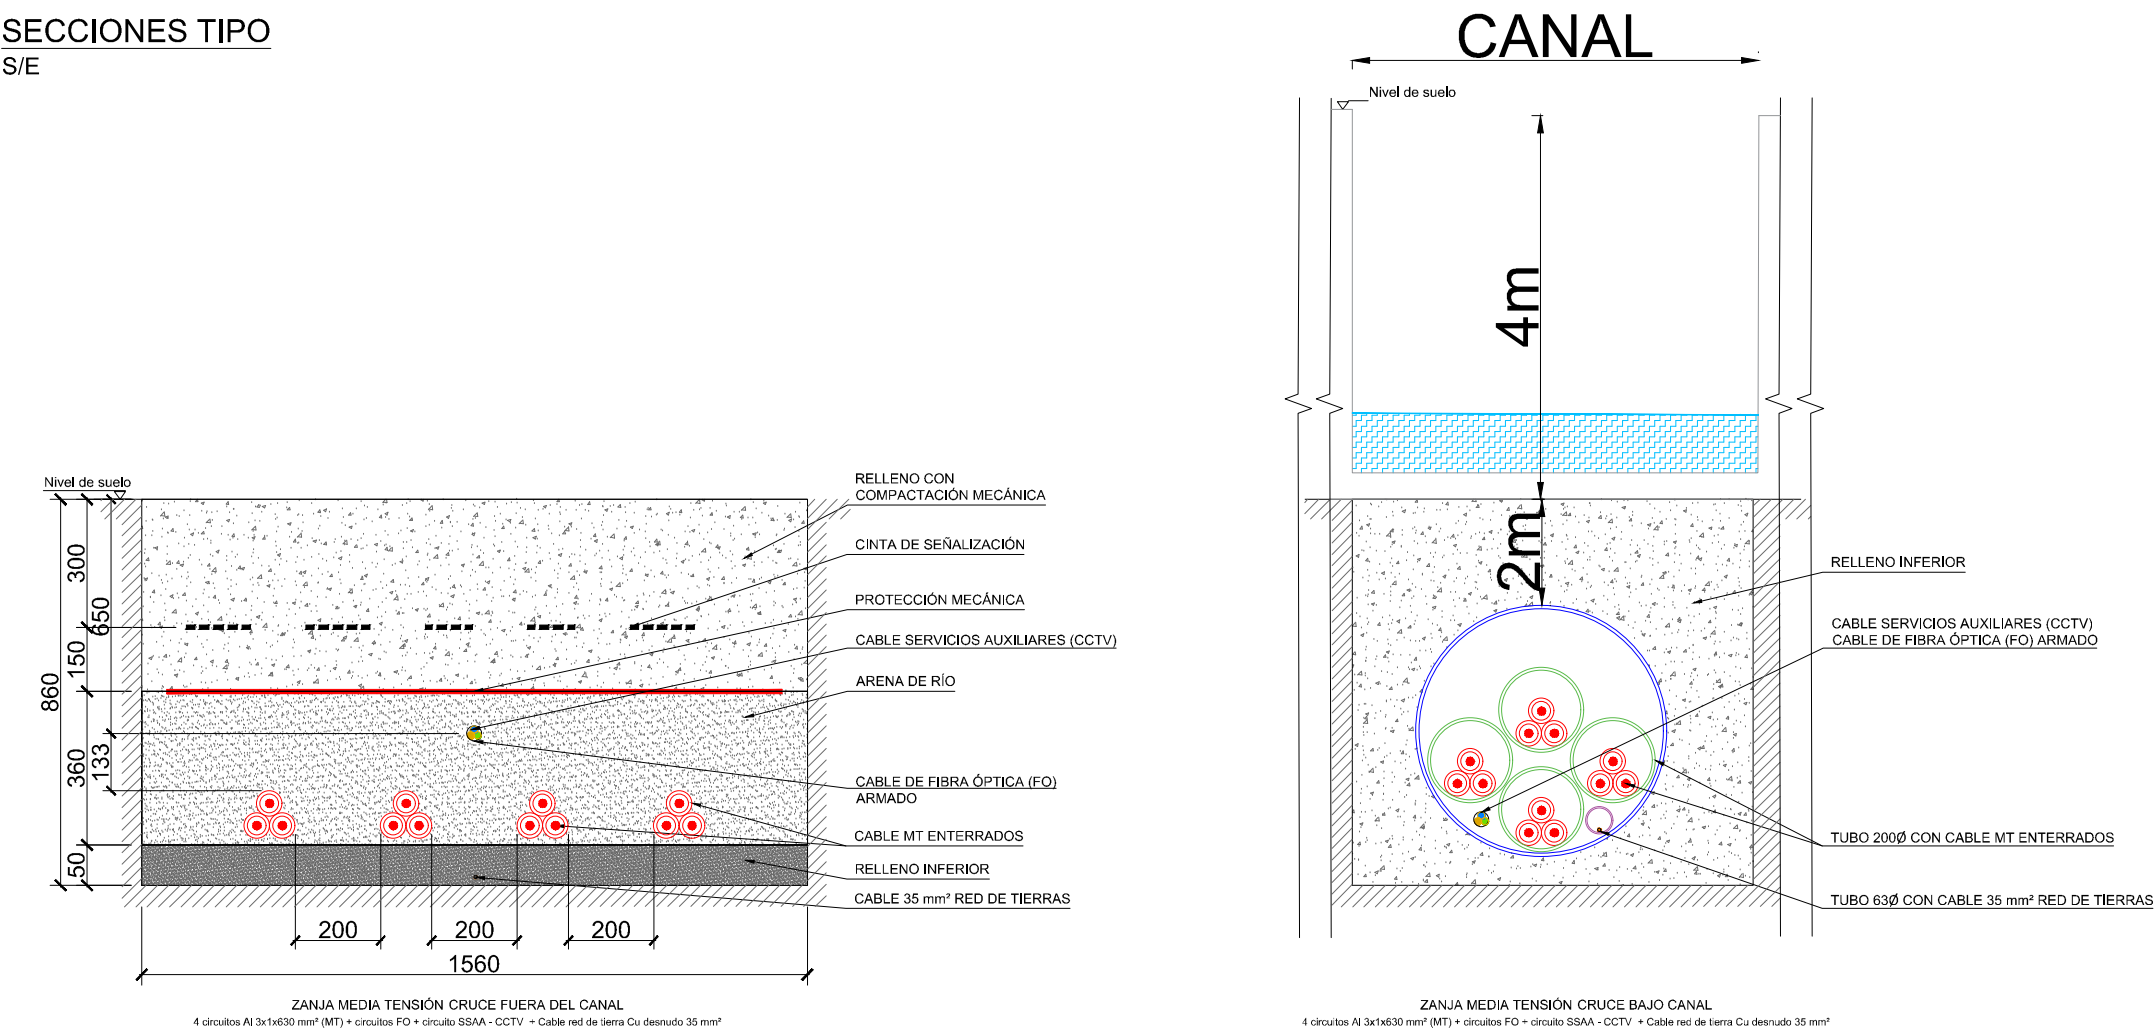 SECCIONES TIPO
S/E
Nivel de suelo
300
650
150
860
360
133
50
200
200
200
1560
RELLENO CON
COMPACTACIÓN MECÁNICA
CINTA DE SEÑALIZACIÓN
PROTECCIÓN MECÁNICA
CABLE SERVICIOS AUXILIARES (CCTV)
ARENA DE RÍO
CABLE DE FIBRA ÓPTICA (FO)
ARMADO
CABLE MT ENTERRADOS
RELLENO INFERIOR
CABLE 35 mm² RED DE TIERRAS
ZANJA MEDIA TENSIÓN CRUCE FUERA DEL CANAL
4 circuitos Al 3x1x630 mm² (MT) + circuitos FO + circuito SSAA - CCTV + Cable red de tierra Cu desnudo 35 mm²
CANAL
Nivel de suelo
4m
2m
RELLENO INFERIOR
CABLE SERVICIOS AUXILIARES (CCTV)
CABLE DE FIBRA ÓPTICA (FO) ARMADO
TUBO 200Ø CON CABLE MT ENTERRADOS
TUBO 63Ø CON CABLE 35 mm² RED DE TIERRAS
ZANJA MEDIA TENSIÓN CRUCE BAJO CANAL
4 circuitos Al 3x1x630 mm² (MT) + circuitos FO + circuito SSAA - CCTV + Cable red de tierra Cu desnudo 35 mm²